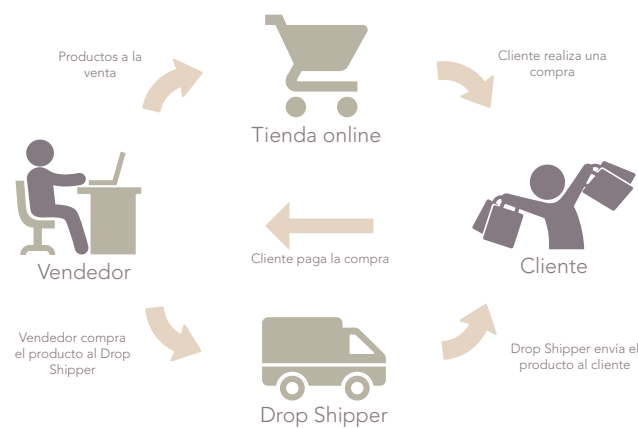 Productos a la
venta
Cliente realiza una
compra
Tienda online
Vendedor
Cliente paga la compra
Cliente
Vendedor compra
el producto al Drop
Shipper
Drop Shipper envía el
producto al cliente
Drop Shipper